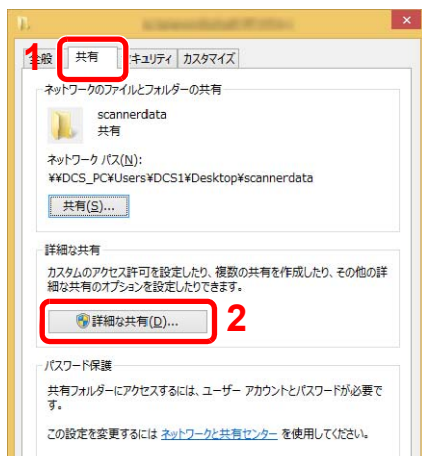 1
全般 共有 セキュリティ カスタマイズ
ネットワークのファイルとフォルダーの共有
scannerdata
共有
ネットワーク パス(N):
¥¥DCS_PC¥Users¥DCS1¥Desktop¥scannerdata
共有(S)...
詳細な共有
カスタムのアクセス許可を設定したり、複数の共有を作成したり、その他の詳
細な共有のオプションを設定したりできます。
詳細な共有(D)...
2
パスワード保護
共有フォルダーにアクセスするには、ユーザー アカウントとパスワードが必要で
す。
この設定を変更するには ネットワークと共有センター を使用してください。